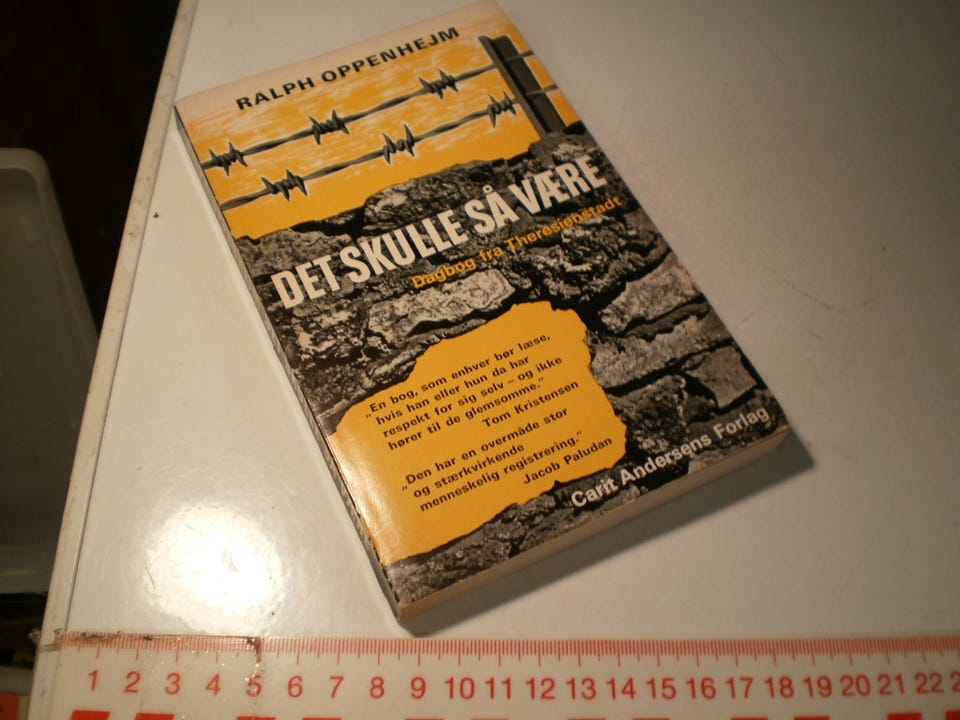 RALPH OPPENHEJM
DET SKULLE SÅ VÆRE
Dagbog fra Theresienstadt
„En bog, som enhver bør læse,
hvis han eller hun da har
respekt for sig selv – og ikke
hører til de glemsomme.”
Tom Kristensen
„Den har en overmåde stor
og stærkvirkende
menneskelig registrering.”
Jacob Paludan
Carit Andersens Forlag
1 2 3 4 5 6 7 8 9 10 11 12 13 14 15 16 17 18 19 20 21 22